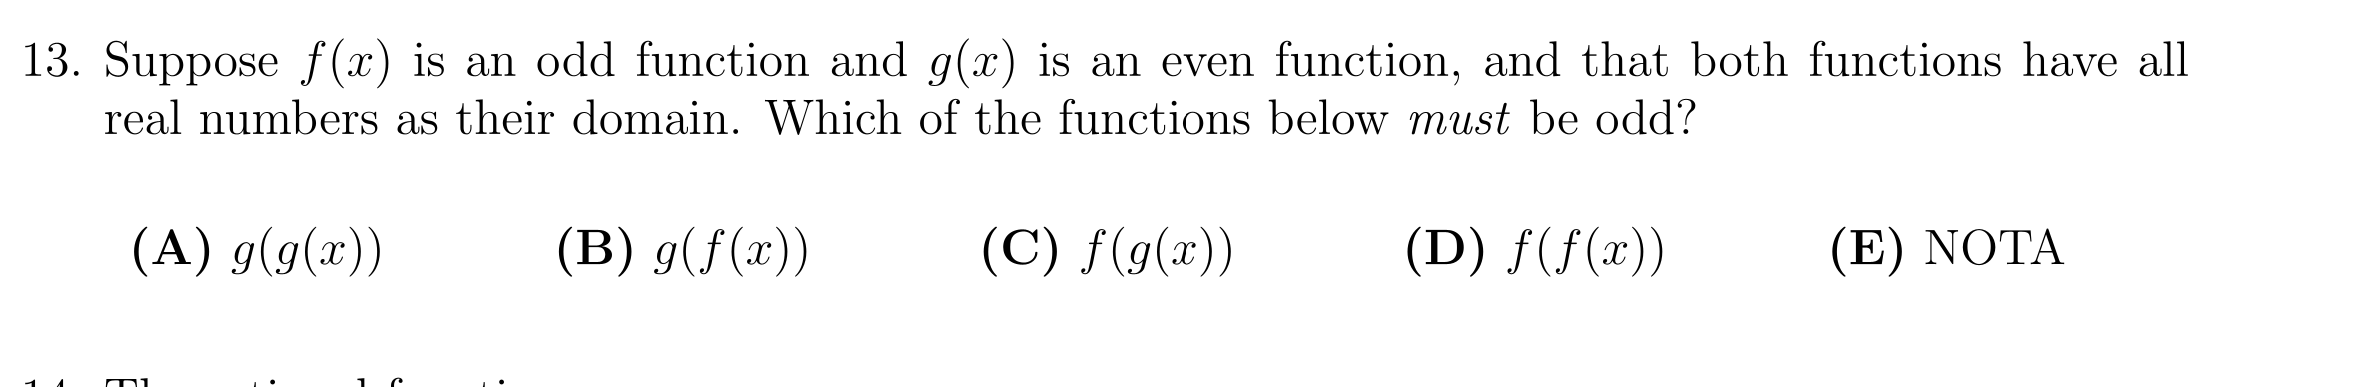 13. Suppose f(x) is an odd function and g(x) is an even function, and that both functions have all
real numbers as their domain. Which of the functions below must be odd?
(A) g(g(x)) (B) g(f(x)) (C) f(g(x)) (D) f(f(x)) (E) NOTA